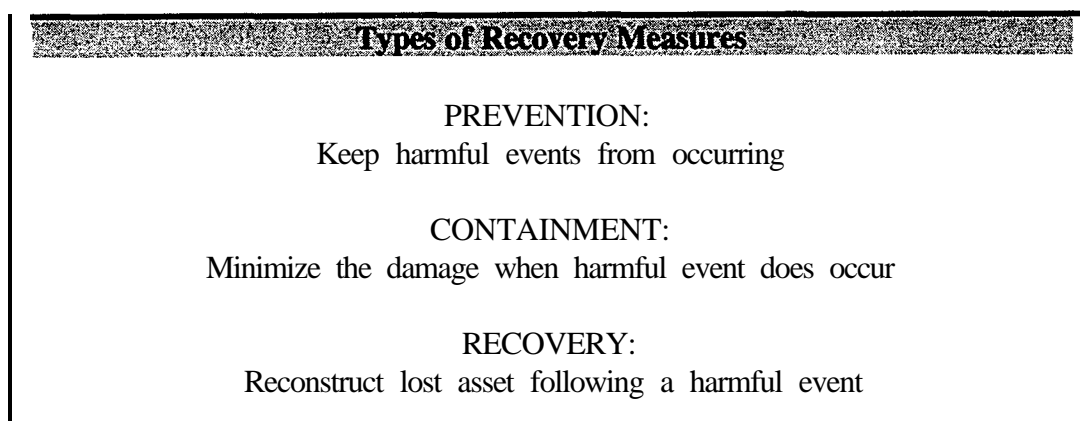 Types of Recovery Measures
PREVENTION:
Keep harmful events from occurring
CONTAINMENT:
Minimize the damage when harmful event does occur
RECOVERY:
Reconstruct lost asset following a harmful event